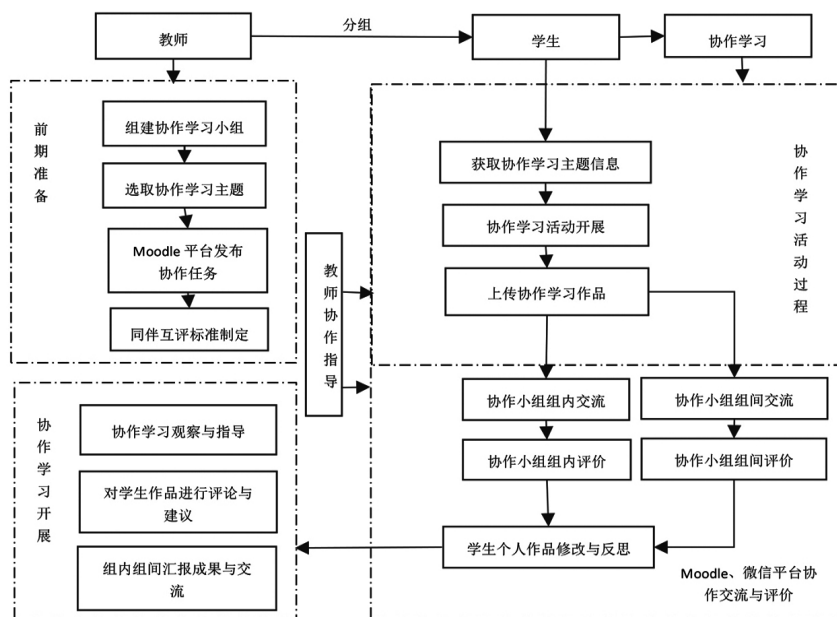 教师
分组
学生
协作学习
前期准备
组建协作学习小组
选取协作学习主题
Moodle 平台发布
协作任务
同伴互评标准制定
教师协作指导
获取协作学习主题信息
协作学习活动开展
上传协作学习作品
协作学习活动过程
协作学习开展
协作学习观察与指导
对学生作品进行评论与
建议
组内组间汇报成果与交
流
协作小组组内交流
协作小组组间交流
协作小组组内评价
协作小组组间评价
学生个人作品修改与反思
Moodle、微信平台协
作交流与评价